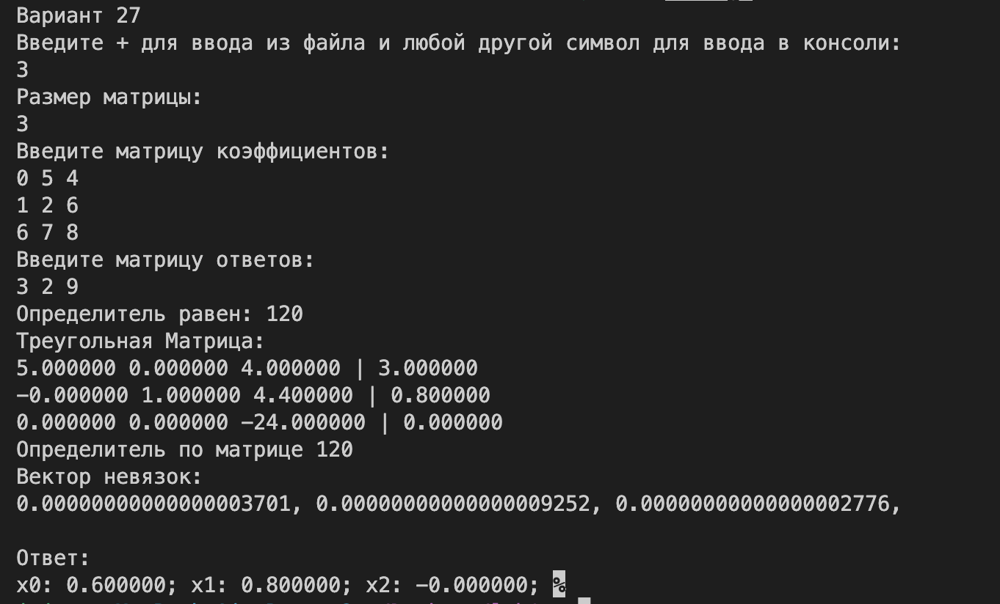 Вариант 27
Введите + для ввода из файла и любой другой символ для ввода в консоли:
3
Размер матрицы:
3
Введите матрицу коэффициентов:
0 5 4
1 2 6
6 7 8
Введите матрицу ответов:
3 2 9
Определитель равен: 120
Треугольная Матрица:
5.000000 0.000000 4.000000 | 3.000000
-0.000000 1.000000 4.400000 | 0.800000
0.000000 0.000000 -24.000000 | 0.000000
Определитель по матрице 120
Вектор невязок:
0.00000000000000003701, 0.00000000000000009252, 0.00000000000000002776,
Ответ:
x0: 0.600000; x1: 0.800000; x2: -0.000000; %